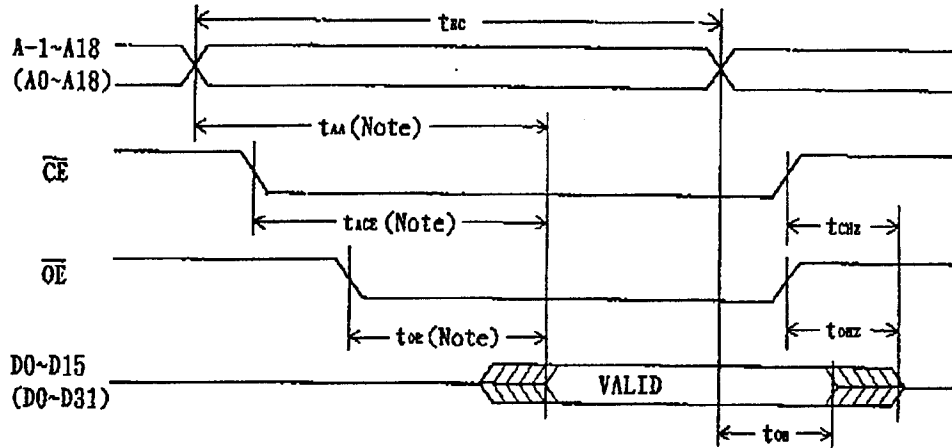 tRC
A-1~A18
(A0~A18)
tAA(Note)
CE
tACE(Note)
tCHZ
OE
tOE(Note)
tOHZ
D0~D15
(D0~D31)
VALID
tOH